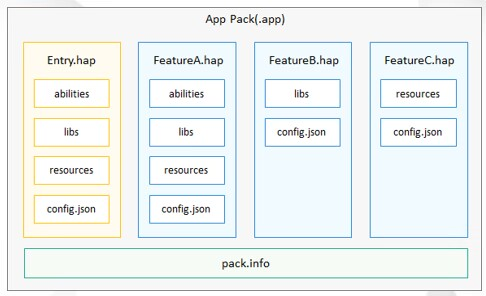 App Pack(.app)
Entry.hap
abilities
libs
resources
config.json
FeatureA.hap
abilities
libs
resources
config.json
FeatureB.hap
libs
config.json
FeatureC.hap
resources
config.json
pack.info